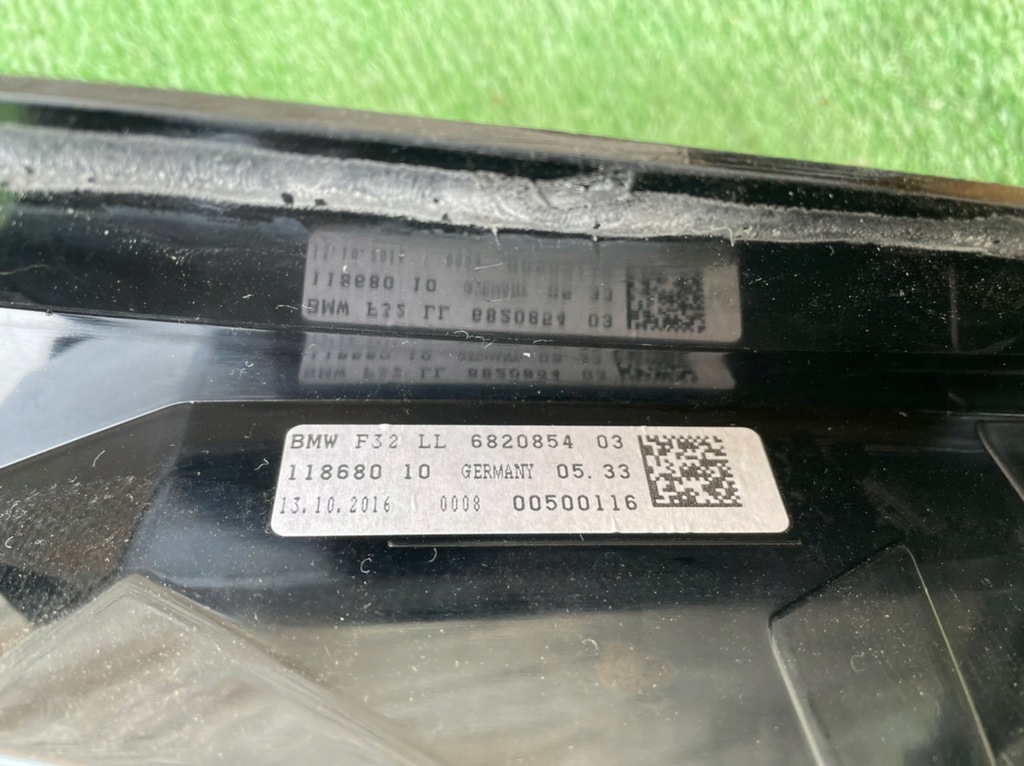 BMW F32 LL 6820854 03
118680 10 GERMANY 05.33
13.10.2016 0008 00500116